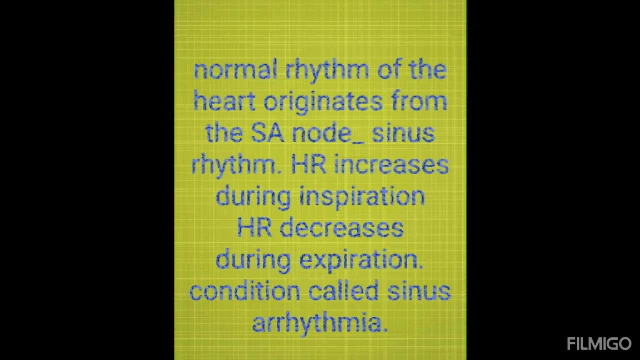 normal rhythm of the
heart originates from
the SA node_ sinus
rhythm. HR increases
during inspiration
HR decreases
during expiration.
condition called sinus
arrhythmia.
FILMIGO